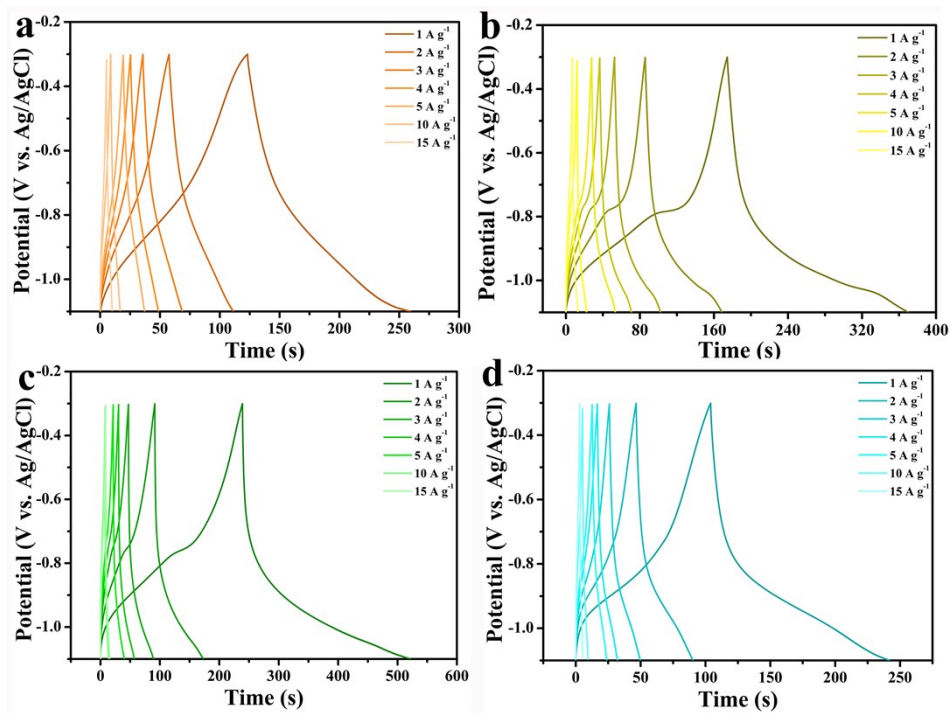 a
-0.2
-0.4
-0.6
-0.8
-1.0
Potential (V vs. Ag/AgCl)
1 A g⁻¹
2 A g⁻¹
3 A g⁻¹
4 A g⁻¹
5 A g⁻¹
10 A g⁻¹
15 A g⁻¹
0 50 100 150 200 250 300
Time (s)
b
-0.2
-0.4
-0.6
-0.8
-1.0
Potential (V vs. Ag/AgCl)
1 A g⁻¹
2 A g⁻¹
3 A g⁻¹
4 A g⁻¹
5 A g⁻¹
10 A g⁻¹
15 A g⁻¹
0 80 160 240 320 400
Time (s)
c
-0.2
-0.4
-0.6
-0.8
-1.0
Potential (V vs. Ag/AgCl)
1 A g⁻¹
2 A g⁻¹
3 A g⁻¹
4 A g⁻¹
5 A g⁻¹
10 A g⁻¹
15 A g⁻¹
0 100 200 300 400 500 600
Time (s)
d
-0.2
-0.4
-0.6
-0.8
-1.0
Potential (V vs. Ag/AgCl)
1 A g⁻¹
2 A g⁻¹
3 A g⁻¹
4 A g⁻¹
5 A g⁻¹
10 A g⁻¹
15 A g⁻¹
0 50 100 150 200 250
Time (s)